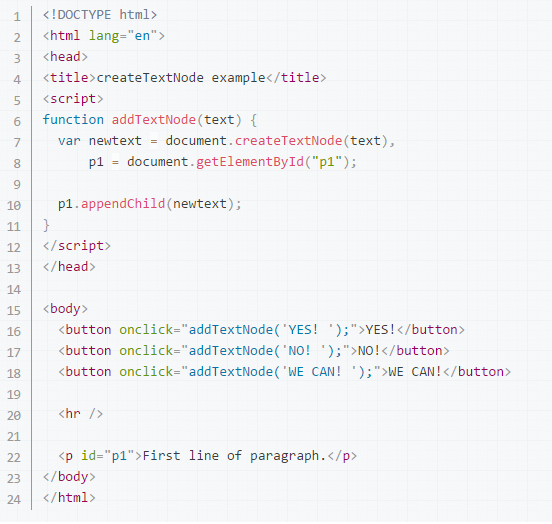 1 <!DOCTYPE html>
2 <html lang="en">
3 <head>
4 <title>createTextNode example</title>
5 <script>
6 function addTextNode(text) {
7   var newtext = document.createTextNode(text),
8       p1 = document.getElementById("p1");
9
10   p1.appendChild(newtext);
11 }
12 </script>
13 </head>
14
15 <body>
16   <button onclick="addTextNode('YES! ');">YES!</button>
17   <button onclick="addTextNode('NO! ');">NO!</button>
18   <button onclick="addTextNode('WE CAN! ');">WE CAN!</button>
19
20   <hr />
21
22   <p id="p1">First line of paragraph.</p>
23 </body>
24 </html>